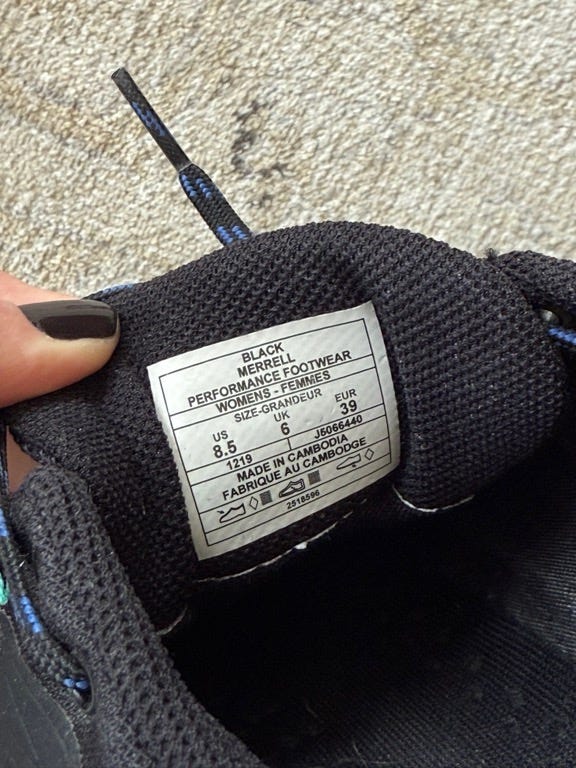 BLACK
MERRELL
PERFORMANCE FOOTWEAR
WOMENS - FEMMES
SIZE-GRANDEUR
US UK EUR
8.5 6 39
1219 J5066440
MADE IN CAMBODIA
FABRIQUE AU CAMBODGE
2518596